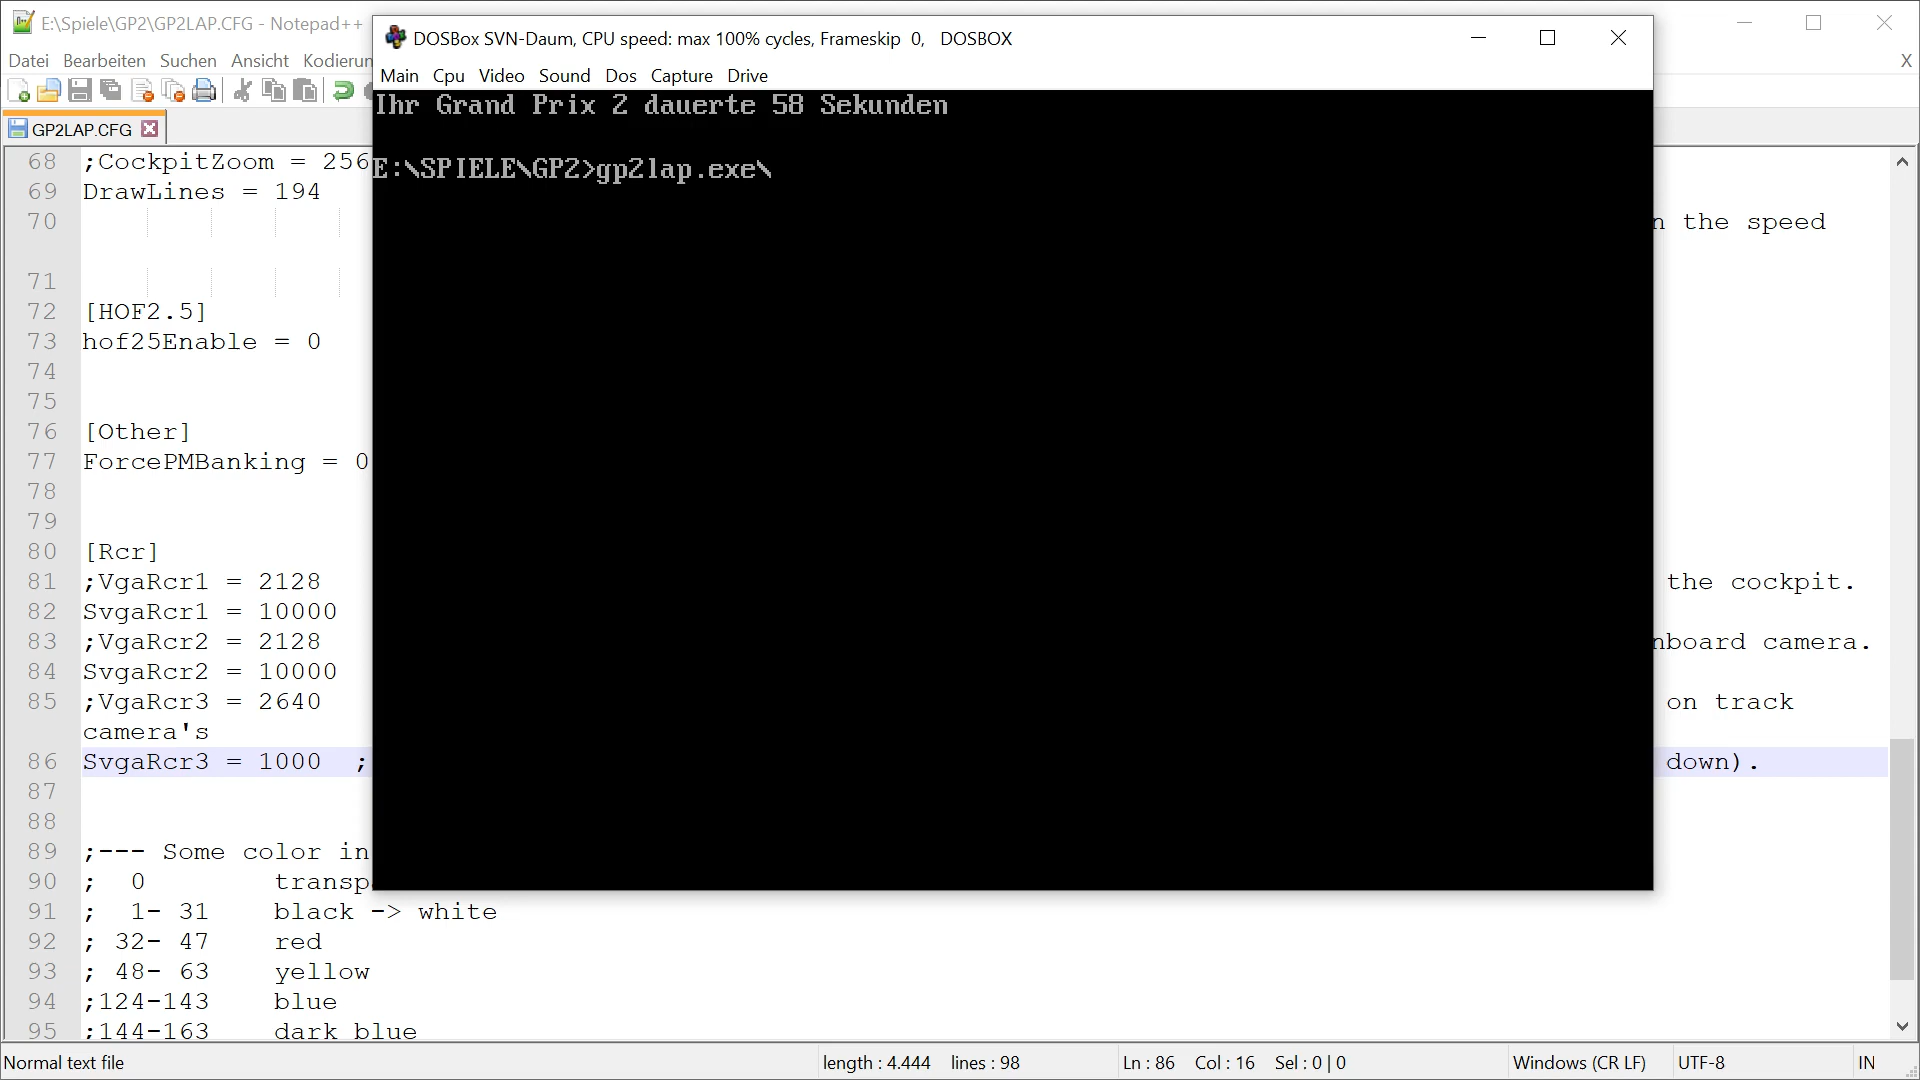 E:\Spiele\GP2\GP2LAP.CFG - Notepad++
Datei Bearbeiten Suchen Ansicht Kodierun
X
GP2LAP.CFG
DOSBox SVN-Daum, CPU speed: max 100% cycles, Frameskip 0, DOSBOX
Main Cpu Video Sound Dos Capture Drive
Ihr Grand Prix 2 dauerte 58 Sekunden
E:\SPIELE\GP2>gp2lap.exe\
68 ;CockpitZoom = 256
69 DrawLines = 194
70 n the speed
71
72 [HOF2.5]
73 hof25Enable = 0
74
75
76 [Other]
77 ForcePMBanking = 0
78
79
80 [Rcr]
81 ;VgaRcr1 = 2128 the cockpit.
82 SvgaRcr1 = 10000
83 ;VgaRcr2 = 2128 nboard camera.
84 SvgaRcr2 = 10000
85 ;VgaRcr3 = 2640 on track
camera's
86 SvgaRcr3 = 1000 ; down).
87
88
89 ;--- Some color in
90 ; 0 transp
91 ; 1- 31 black -> white
92 ; 32- 47 red
93 ; 48- 63 yellow
94 ;124-143 blue
95 ;144-163 dark blue
Normal text file length : 4.444 lines : 98 Ln : 86 Col : 16 Sel : 0 | 0 Windows (CR LF) UTF-8 IN